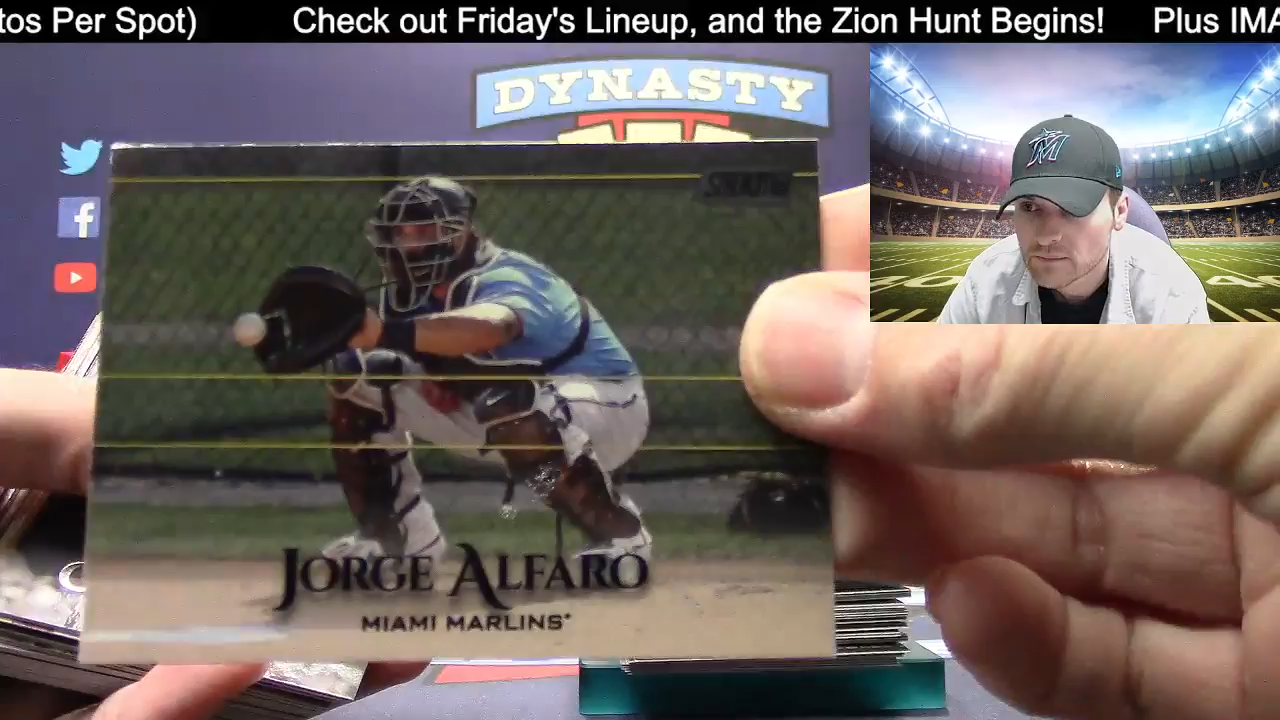 tos Per Spot) Check out Friday's Lineup, and the Zion Hunt Begins! Plus IMA
DYNASTY
JORGE ALFARO
MIAMI MARLINS